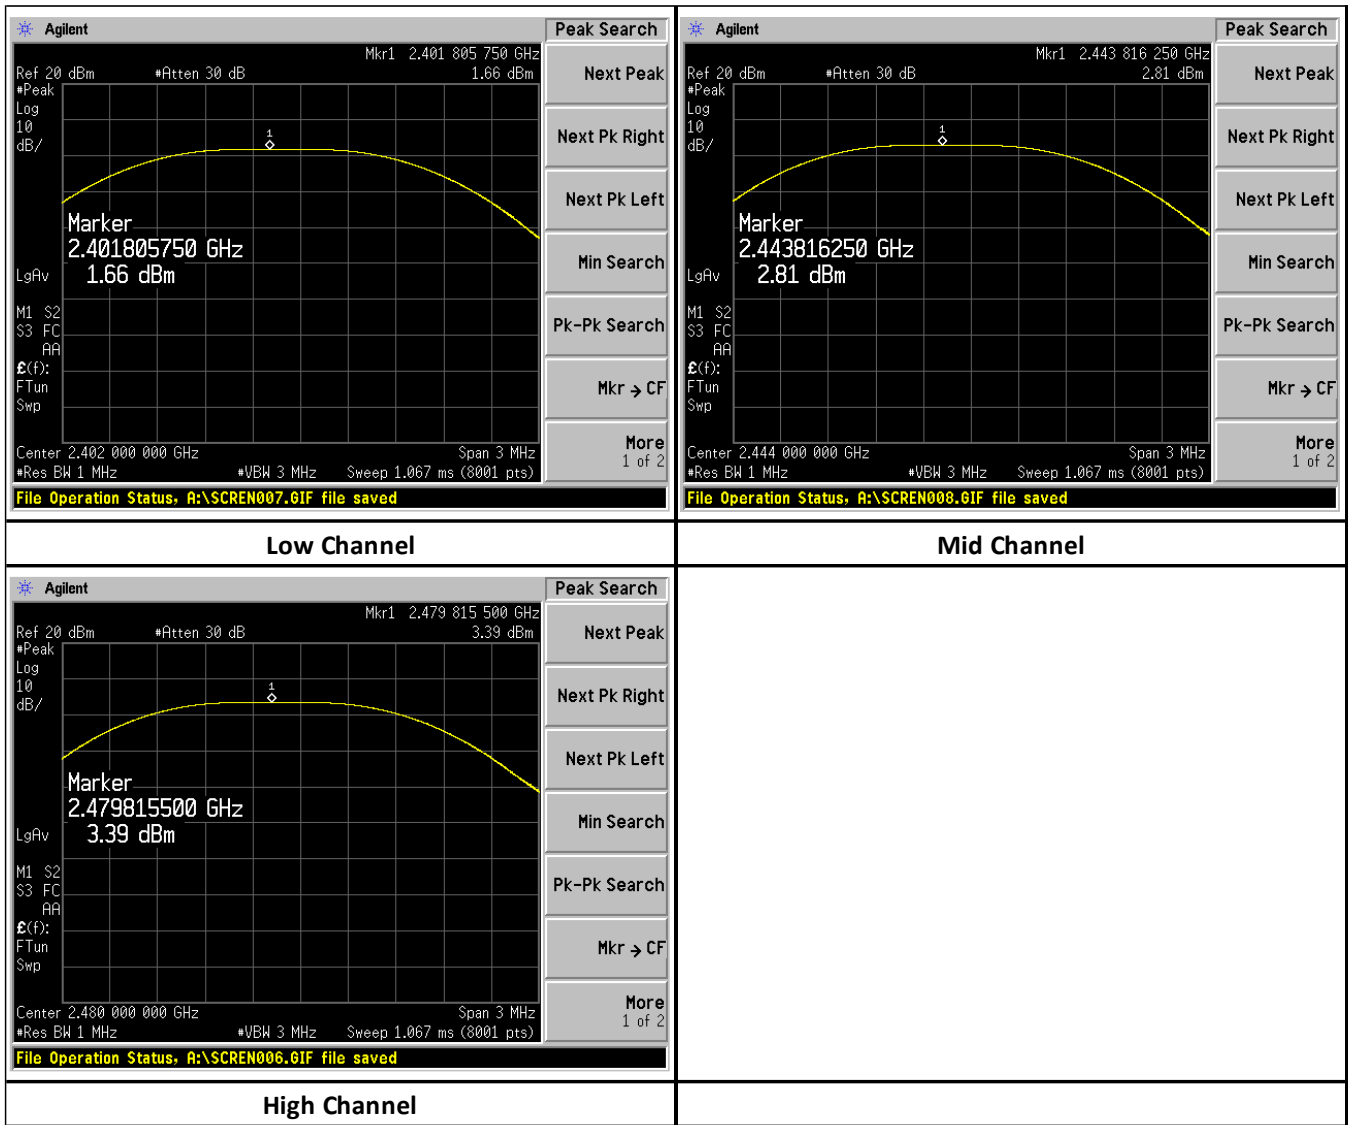 Agilent
Peak Search
Mkr1 2.401 805 750 GHz
Ref 20 dBm #Atten 30 dB 1.66 dBm
#Peak
Log
10
dB/
1
Marker
2.401805750 GHz
1.66 dBm
LgAv
M1 S2
S3 FC
AA
£(f):
FTun
Swp
Center 2.402 000 000 GHz Span 3 MHz
#Res BW 1 MHz #VBW 3 MHz Sweep 1.067 ms (8001 pts)
Next Peak
Next Pk Right
Next Pk Left
Min Search
Pk-Pk Search
Mkr → CF
More
1 of 2
File Operation Status, A:\SCREN007.GIF file saved
Low Channel
Agilent
Peak Search
Mkr1 2.443 816 250 GHz
Ref 20 dBm #Atten 30 dB 2.81 dBm
#Peak
Log
10
dB/
1
Marker
2.443816250 GHz
2.81 dBm
LgAv
M1 S2
S3 FC
AA
£(f):
FTun
Swp
Center 2.444 000 000 GHz Span 3 MHz
#Res BW 1 MHz #VBW 3 MHz Sweep 1.067 ms (8001 pts)
Next Peak
Next Pk Right
Next Pk Left
Min Search
Pk-Pk Search
Mkr → CF
More
1 of 2
File Operation Status, A:\SCREN008.GIF file saved
Mid Channel
Agilent
Peak Search
Mkr1 2.479 815 500 GHz
Ref 20 dBm #Atten 30 dB 3.39 dBm
#Peak
Log
10
dB/
1
Marker
2.479815500 GHz
3.39 dBm
LgAv
M1 S2
S3 FC
AA
£(f):
FTun
Swp
Center 2.480 000 000 GHz Span 3 MHz
#Res BW 1 MHz #VBW 3 MHz Sweep 1.067 ms (8001 pts)
Next Peak
Next Pk Right
Next Pk Left
Min Search
Pk-Pk Search
Mkr → CF
More
1 of 2
File Operation Status, A:\SCREN006.GIF file saved
High Channel